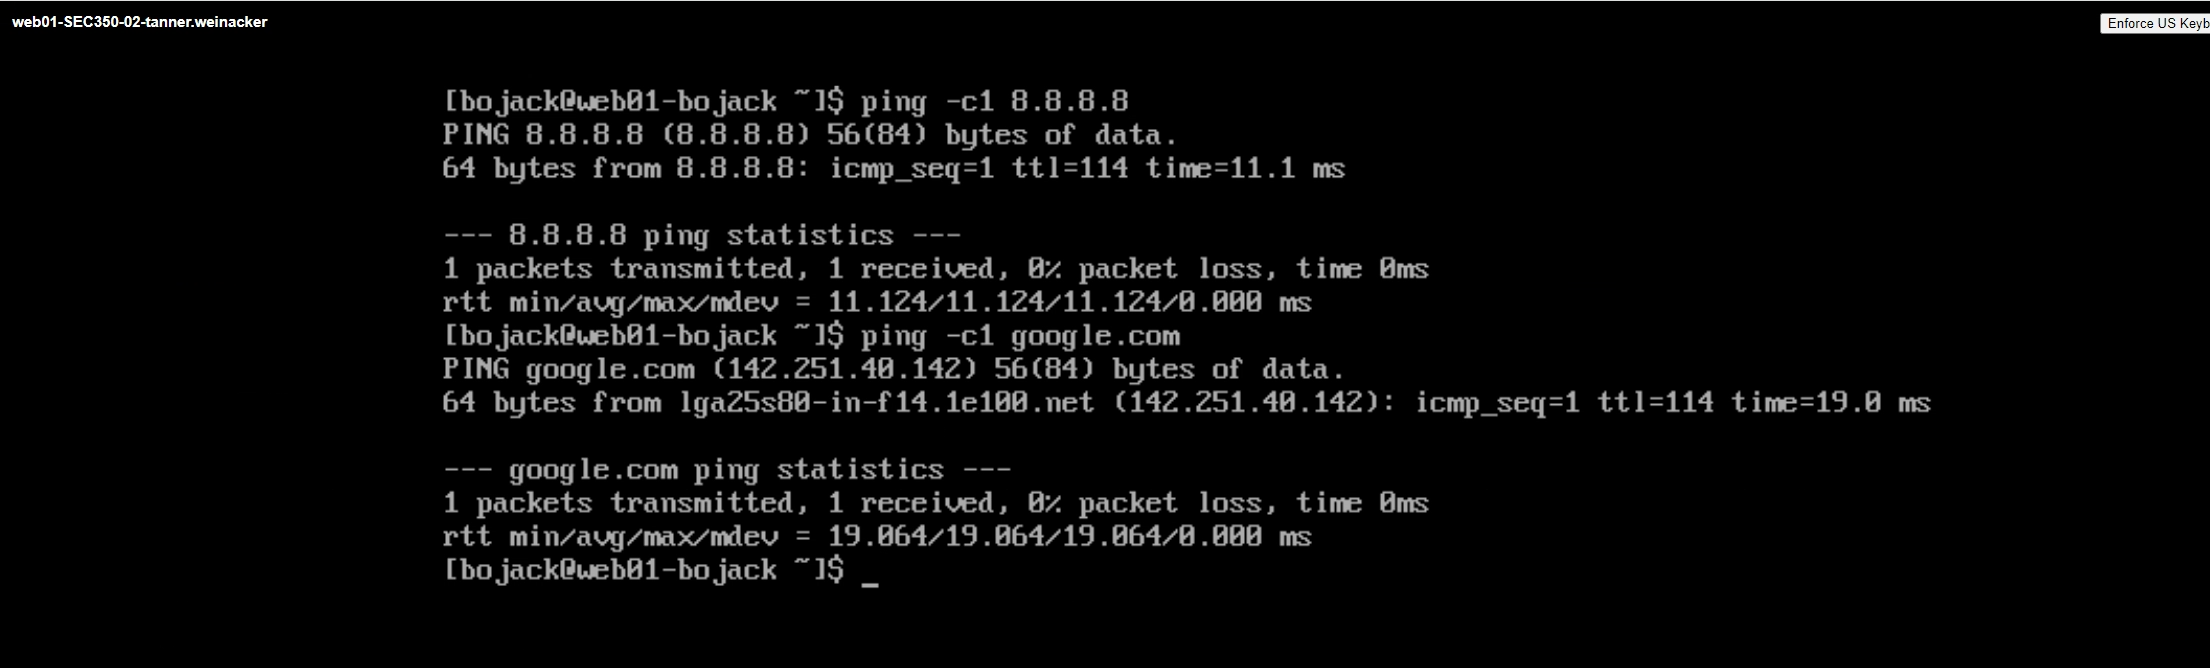 web01-SEC350-02-tanner.weinacker
Enforce US Keyb
[bojack@web01-bojack ~]$ ping -c1 8.8.8.8
PING 8.8.8.8 (8.8.8.8) 56(84) bytes of data.
64 bytes from 8.8.8.8: icmp_seq=1 ttl=114 time=11.1 ms
--- 8.8.8.8 ping statistics ---
1 packets transmitted, 1 received, 0% packet loss, time 0ms
rtt min/avg/max/mdev = 11.124/11.124/11.124/0.000 ms
[bojack@web01-bojack ~]$ ping -c1 google.com
PING google.com (142.251.40.142) 56(84) bytes of data.
64 bytes from lga25s80-in-f14.1e100.net (142.251.40.142): icmp_seq=1 ttl=114 time=19.0 ms
--- google.com ping statistics ---
1 packets transmitted, 1 received, 0% packet loss, time 0ms
rtt min/avg/max/mdev = 19.064/19.064/19.064/0.000 ms
[bojack@web01-bojack ~]$ _